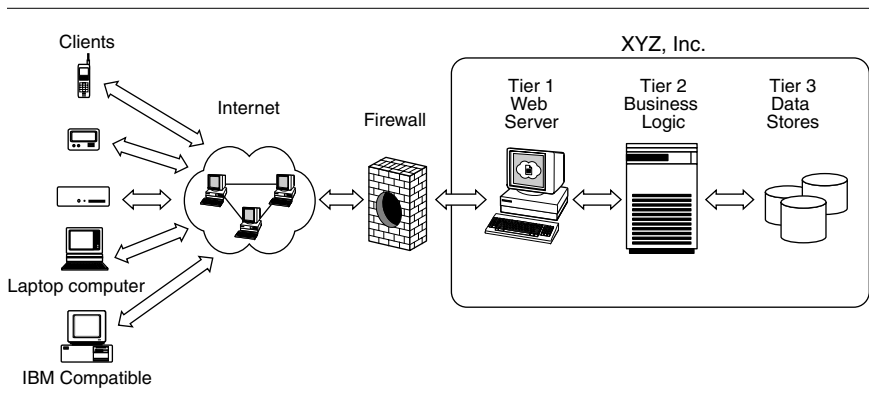 Clients
XYZ, Inc.
Internet
Firewall
Tier 1
Web
Server
Tier 2
Business
Logic
Tier 3
Data
Stores
Laptop computer
IBM Compatible